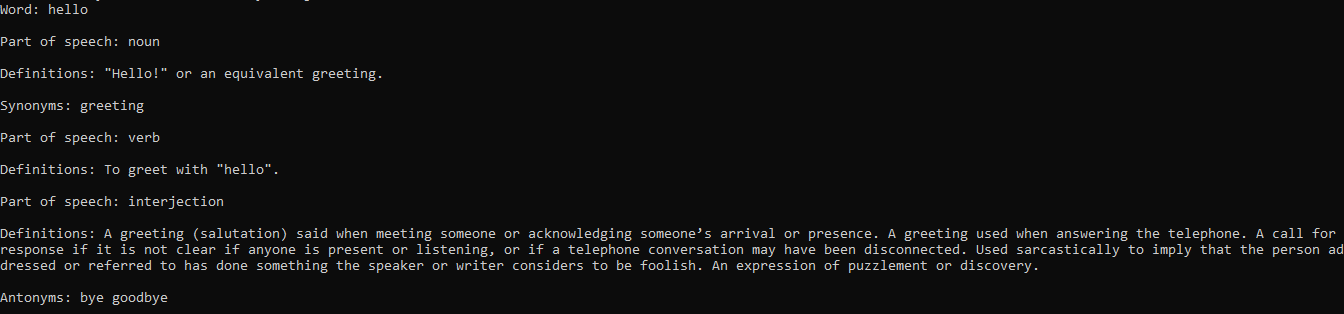 Word: hello
Part of speech: noun
Definitions: "Hello!" or an equivalent greeting.
Synonyms: greeting
Part of speech: verb
Definitions: To greet with "hello".
Part of speech: interjection
Definitions: A greeting (salutation) said when meeting someone or acknowledging someone’s arrival or presence. A greeting used when answering the telephone. A call for
response if it is not clear if anyone is present or listening, or if a telephone conversation may have been disconnected. Used sarcastically to imply that the person ad
dressed or referred to has done something the speaker or writer considers to be foolish. An expression of puzzlement or discovery.
Antonyms: bye goodbye